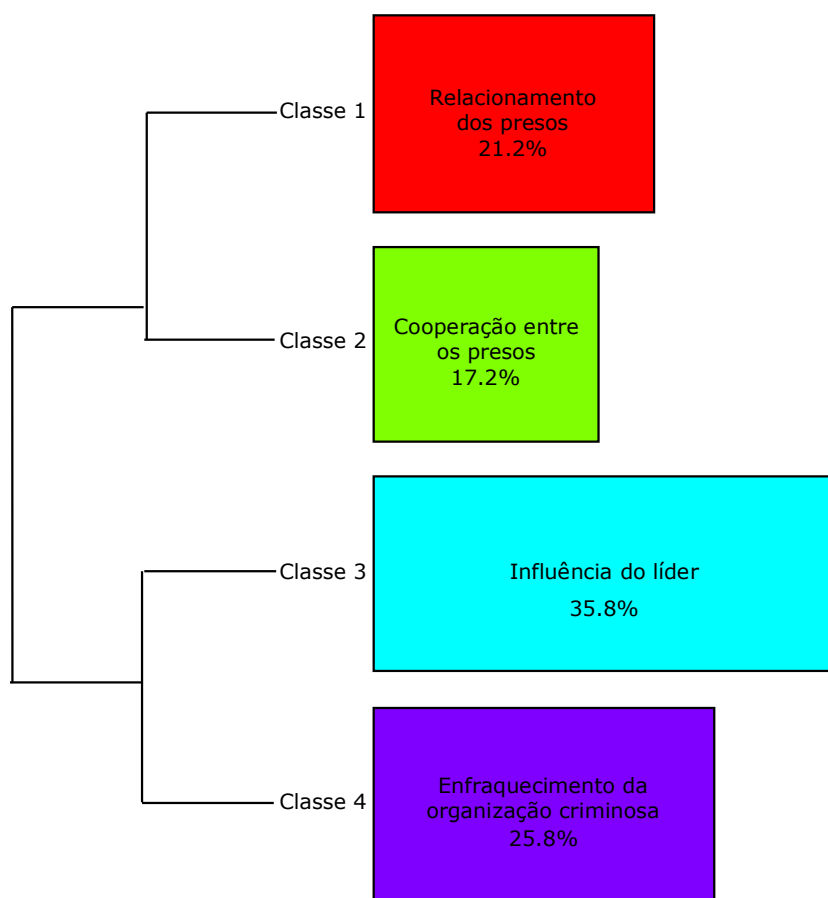 Classe 1
Relacionamento
dos presos
21.2%
Classe 2
Cooperação entre
os presos
17.2%
Classe 3
Influência do líder
35.8%
Classe 4
Enfraquecimento da
organização criminosa
25.8%